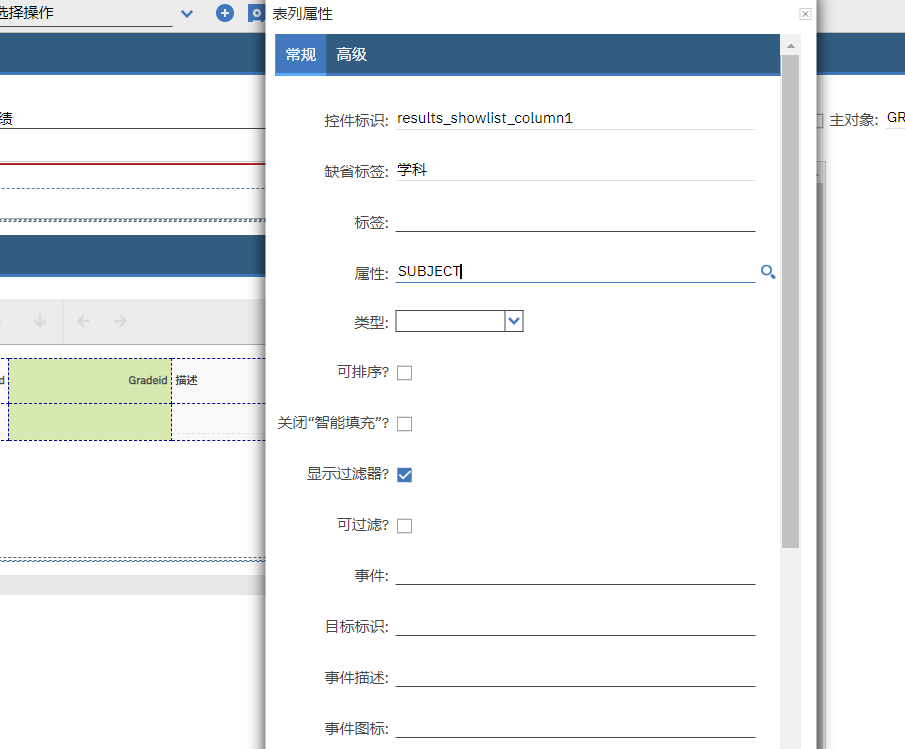 选择操作
表列属性
常规 高级
绩
控件标识: results_showlist_column1
主对象: GR
缺省标签: 学科
标签:
属性: SUBJECT
类型:
可排序?
Gradeid 描述
关闭“智能填充”?
显示过滤器?
可过滤?
事件:
目标标识:
事件描述:
事件图标: